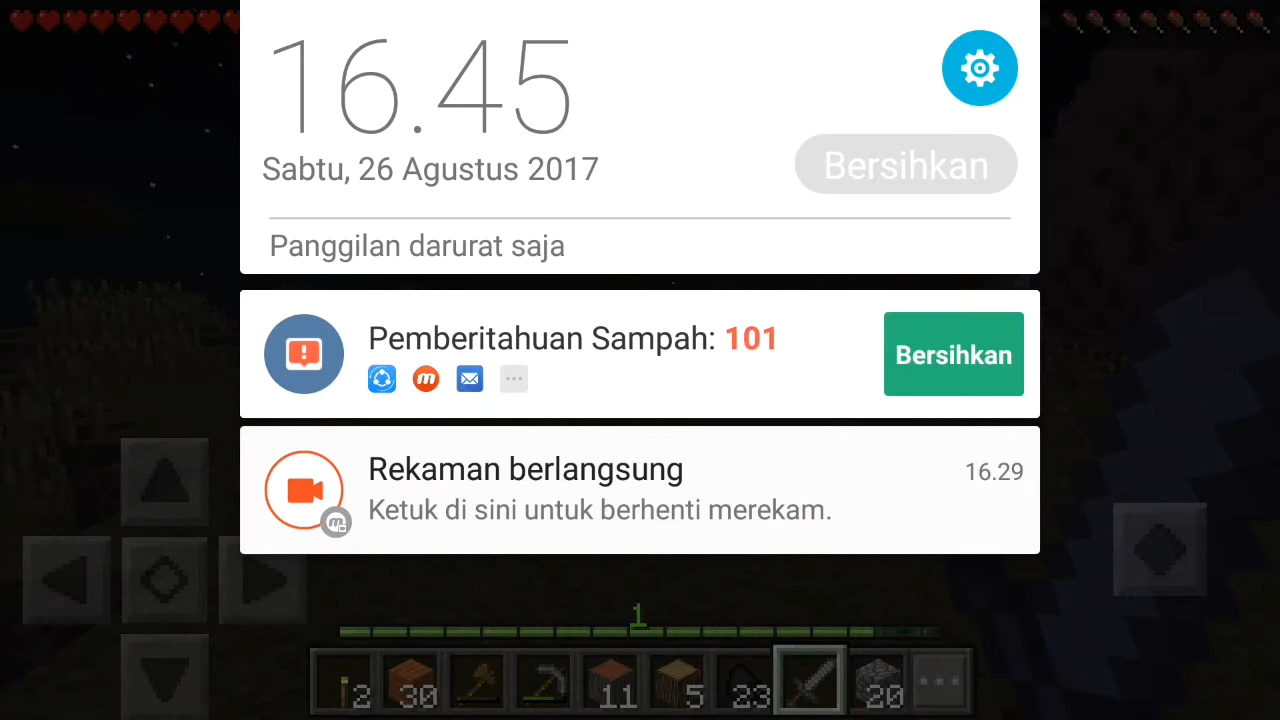 16.45
Sabtu, 26 Agustus 2017
Bersihkan
Panggilan darurat saja
Pemberitahuan Sampah: 101
Bersihkan
Rekaman berlangsung
16.29
Ketuk di sini untuk berhenti merekam.
1
2 30 11 5 23 20